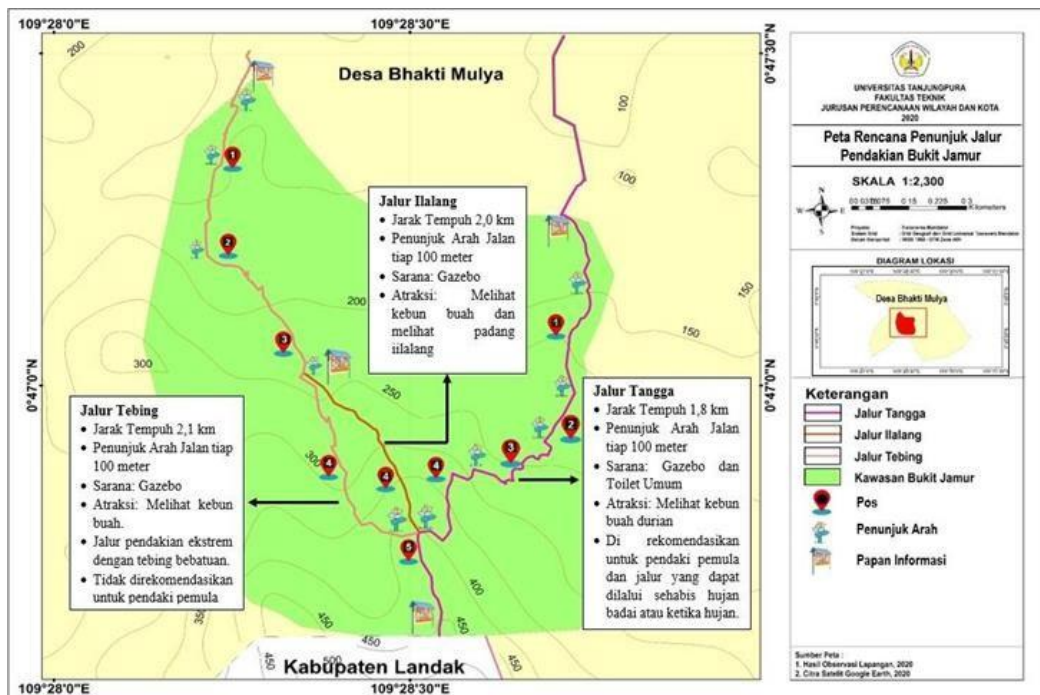 109°28'0"E
109°28'30"E
200
Desa Bhakti Mulya
0°47'30"N
0°47'30"N
100
100
1
2
3
4
4
5
1
2
3
4
150
150
200
250
300
300
400
450
450
450
450
500
350
0°47'0"N
0°47'0"N
Jalur Ilalang
• Jarak Tempuh 2,0 km
• Penunjuk Arah Jalan
tiap 100 meter
• Sarana: Gazebo
• Atraksi: Melihat
kebun buah dan
melihat padang
iilalang
Jalur Tebing
• Jarak Tempuh 2,1 km
• Penunjuk Arah Jalan tiap
100 meter
• Sarana: Gazebo
• Atraksi: Melihat kebun
buah.
• Jalur pendakian ekstrem
dengan tebing bebatuan.
• Tidak direkomendasikan
untuk pendaki pemula
Jalur Tangga
• Jarak Tempuh 1,8 km
• Penunjuk Arah Jalan
tiap 100 meter
• Sarana: Gazebo dan
Toilet Umum
• Atraksi: Melihat kebun
buah durian
• Di rekomendasikan
untuk pendaki pemula
dan jalur yang dapat
dilalui sehabis hujan
badai atau ketika hujan.
Kabupaten Landak
109°28'0"E
109°28'30"E
UNIVERSITAS TANJUNGPURA
FAKULTAS TEKNIK
JURUSAN PERENCANAAN WILAYAH DAN KOTA
2020
Peta Rencana Penunjuk Jalur
Pendakian Bukit Jamur
SKALA 1:2,300
N
W
E
S
0.15 0.225 0.3
Kilometers
DIAGRAM LOKASI
Desa Bhakti Mulya
Keterangan
Jalur Tangga
Jalur Ilalang
Jalur Tebing
Kawasan Bukit Jamur
Pos
Penunjuk Arah
Papan Informasi
Sumber Peta :
1. Hasil Observasi Lapangan, 2020
2. Citra Satelit Google Earth, 2020